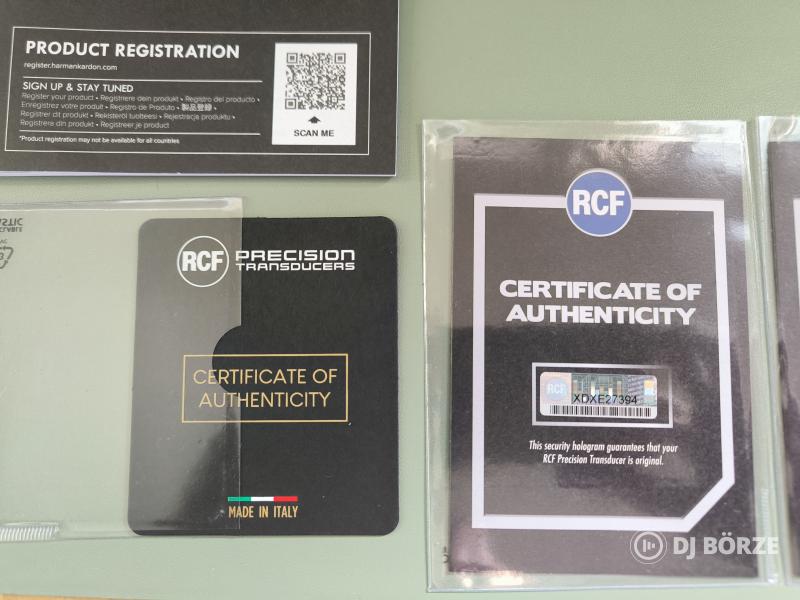 PRODUCT REGISTRATION
register.harmankardon.com
SIGN UP & STAY TUNED
Register your product • Registriere dein produkt • Registro del producto •
Enregistrez votre produit • Registro de Produto • 製品登録 •
Registrer dit produkt • Rekisteröi tuotteesi • Rejestracja produktu •
Registrera din produkt • Registreer je product
*Product registration may not be available for all countries
SCAN ME
RCF PRECISION
TRANSDUCERS
CERTIFICATE OF
AUTHENTICITY
MADE IN ITALY
RCF
CERTIFICATE OF
AUTHENTICITY
RCF
XDXE27394
This security hologram guarantees that your
RCF Precision Transducer is original.
DJ BÖRZE